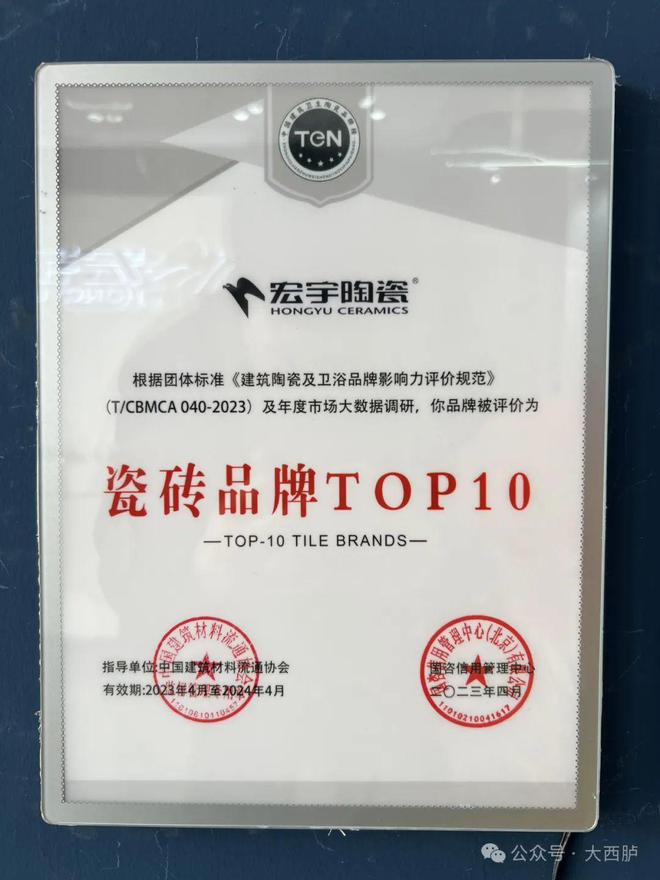 TEN
宏宇陶瓷®
HONGYU CERAMICS
根据团体标准《建筑陶瓷及卫浴品牌影响力评价规范》
（T/CBMCA 040-2023）及年度市场大数据调研，你品牌被评价为
瓷砖品牌TOP10
—TOP-10 TILE BRANDS—
指导单位:中国建筑材料流通协会
有效期:2023年4月至2024年4月
国咨信用管理中心
二〇二三年四月
11010210041617
公众号·大西胪